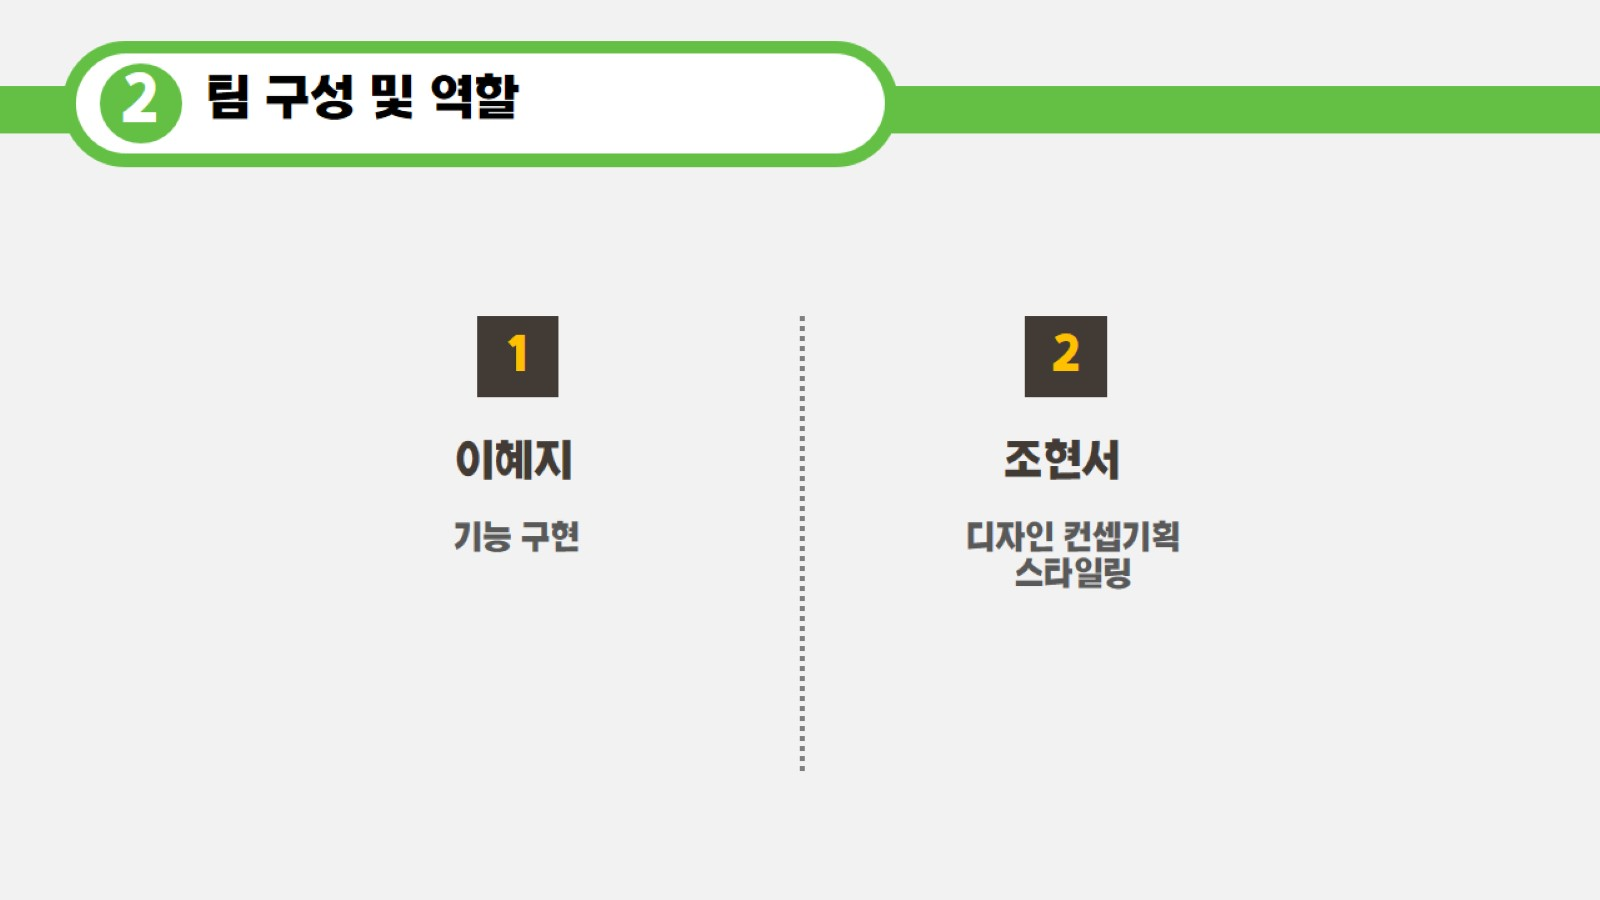 2 팀 구성 및 역할
1
이혜지
기능 구현
2
조현서
디자인 컨셉기획
스타일링